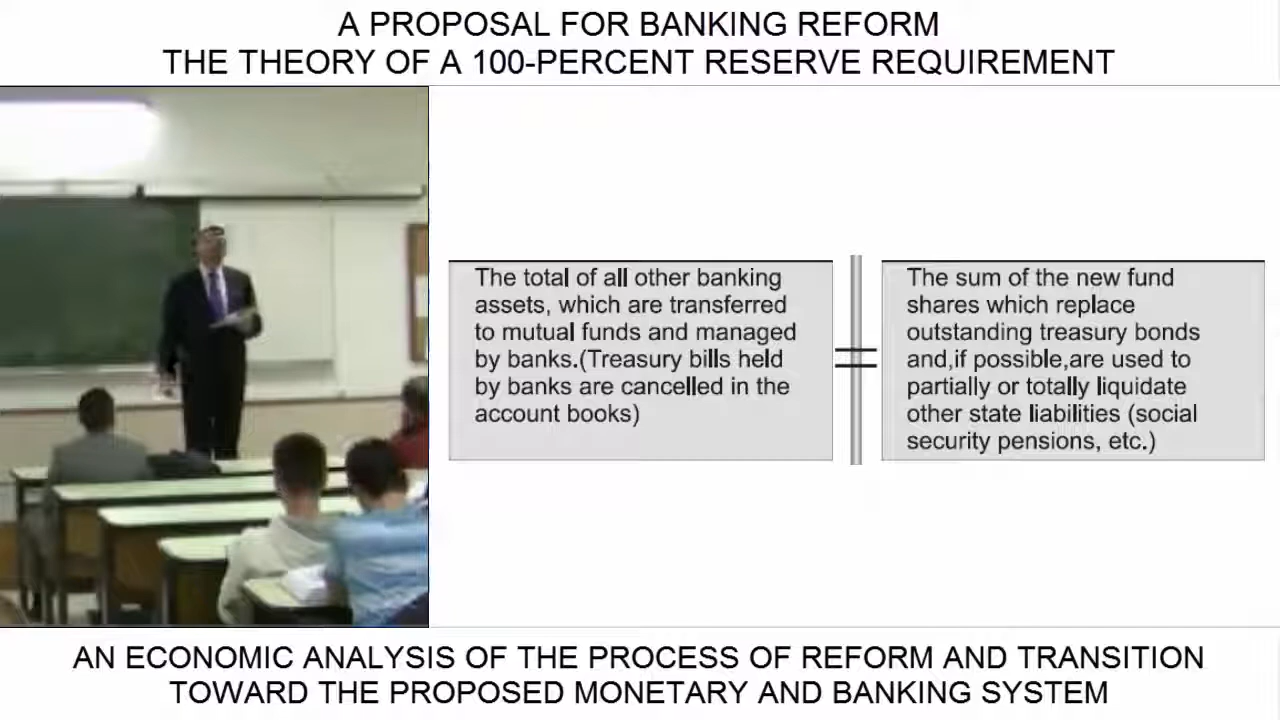 A PROPOSAL FOR BANKING REFORM
THE THEORY OF A 100-PERCENT RESERVE REQUIREMENT
The total of all other banking
assets, which are transferred
to mutual funds and managed
by banks.(Treasury bills held
by banks are cancelled in the
account books)
The sum of the new fund
shares which replace
outstanding treasury bonds
and,if possible,are used to
partially or totally liquidate
other state liabilities (social
security pensions, etc.)
AN ECONOMIC ANALYSIS OF THE PROCESS OF REFORM AND TRANSITION
TOWARD THE PROPOSED MONETARY AND BANKING SYSTEM